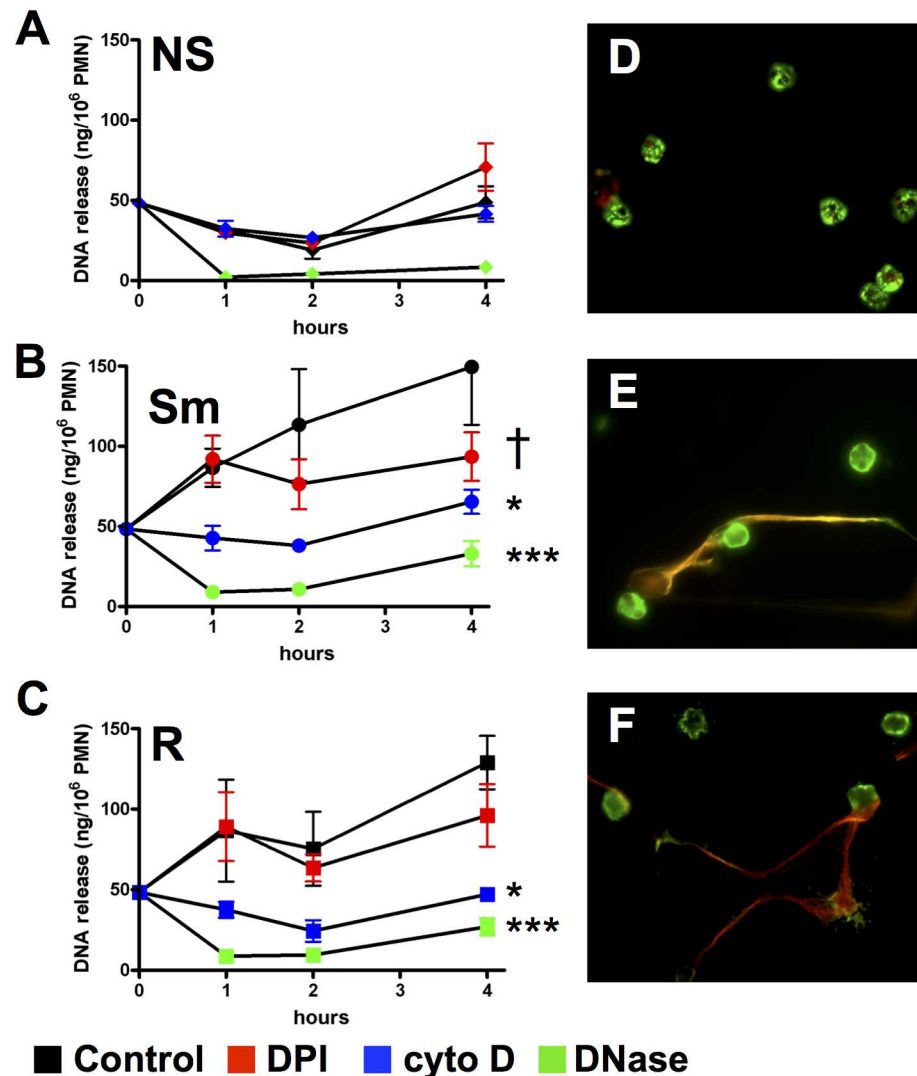 A
NS
DNA release (ng/10⁶ PMN)
150
100
50
0
0 1 2 3 4
hours
B
Sm
DNA release (ng/10⁶ PMN)
150
100
50
0
†
*
***
0 1 2 3 4
hours
C
R
DNA release (ng/10⁶ PMN)
150
100
50
0
*
***
0 1 2 3 4
hours
D
E
F
Control DPI cyto D DNase